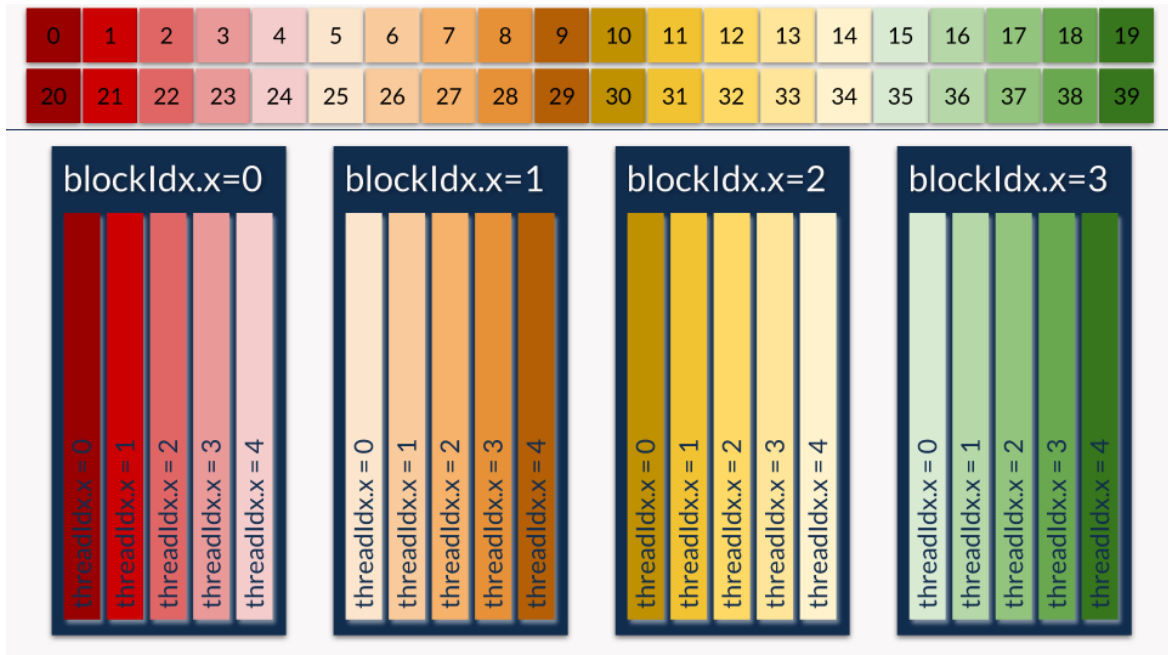 0 1 2 3 4 5 6 7 8 9 10 11 12 13 14 15 16 17 18 19
20 21 22 23 24 25 26 27 28 29 30 31 32 33 34 35 36 37 38 39
blockIdx.x=0
threadIdx.x = 0
threadIdx.x = 1
threadIdx.x = 2
threadIdx.x = 3
threadIdx.x = 4
blockIdx.x=1
threadIdx.x = 0
threadIdx.x = 1
threadIdx.x = 2
threadIdx.x = 3
threadIdx.x = 4
blockIdx.x=2
threadIdx.x = 0
threadIdx.x = 1
threadIdx.x = 2
threadIdx.x = 3
threadIdx.x = 4
blockIdx.x=3
threadIdx.x = 0
threadIdx.x = 1
threadIdx.x = 2
threadIdx.x = 3
threadIdx.x = 4